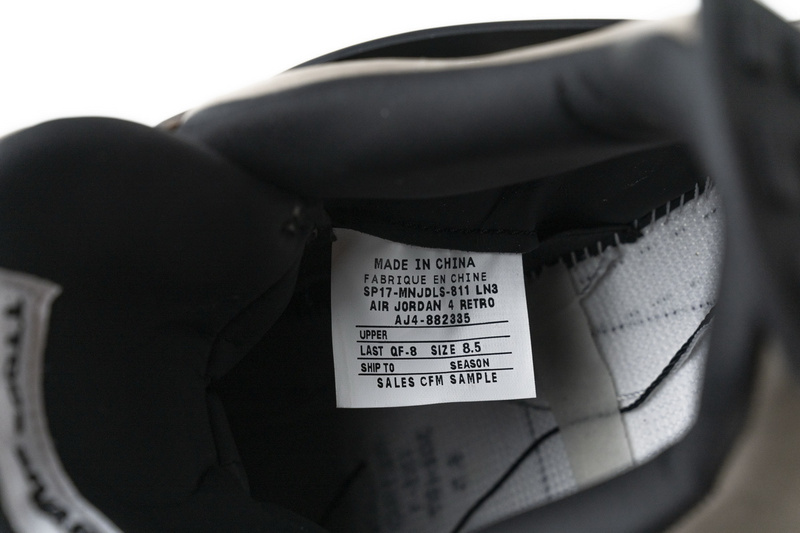 MADE IN CHINA
FABRIQUE EN CHINE
SP17-MNJDLS-811 LN3
AIR JORDAN 4 RETRO
AJ4-882335
UPPER
LAST QF-8 SIZE 8.5
SHIP TO SEASON
SALES CFM SAMPLE